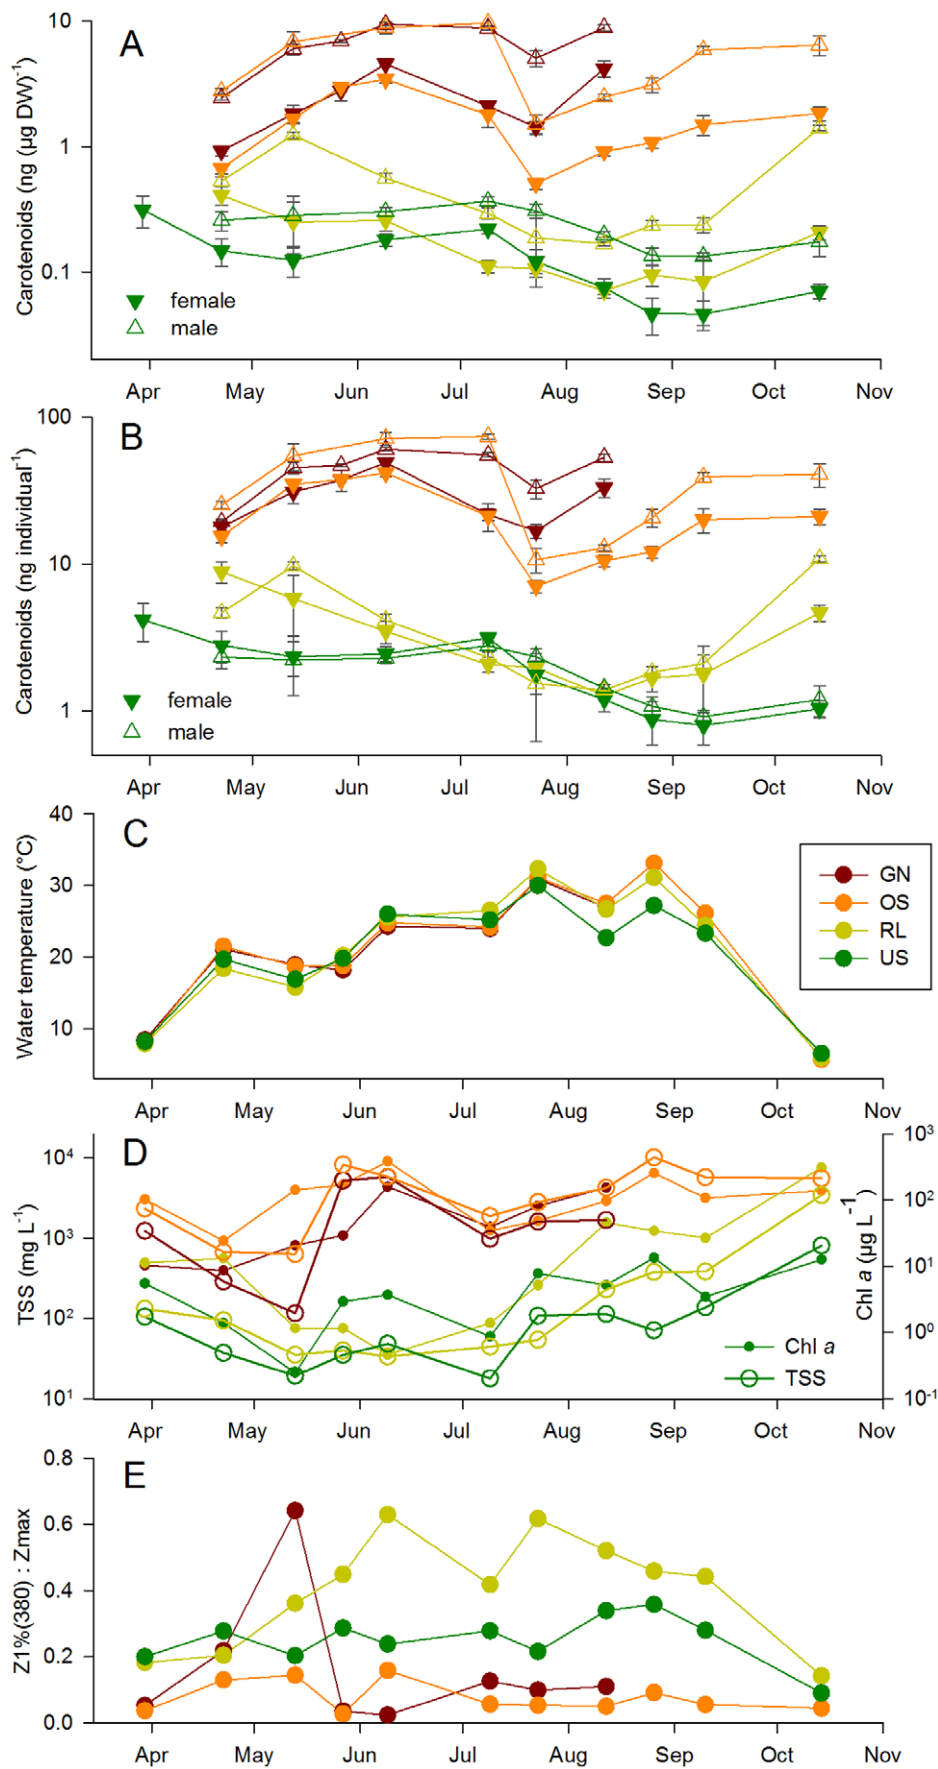 A
Carotenoids (ng (µg DW)⁻¹)
10
1
0.1
female
male
Apr May Jun Jul Aug Sep Oct Nov
B
Carotenoids (ng individual⁻¹)
100
10
1
female
male
Apr May Jun Jul Aug Sep Oct Nov
C
Water temperature (°C)
40
30
20
10
GN
OS
RL
US
Apr May Jun Jul Aug Sep Oct Nov
D
TSS (mg L⁻¹)
10⁴
10³
10²
10¹
Chl a (µg L⁻¹)
10³
10²
10¹
10⁰
10⁻¹
Chl a
TSS
Apr May Jun Jul Aug Sep Oct Nov
E
Z1%(380) : Zmax
0.8
0.6
0.4
0.2
0.0
Apr May Jun Jul Aug Sep Oct Nov